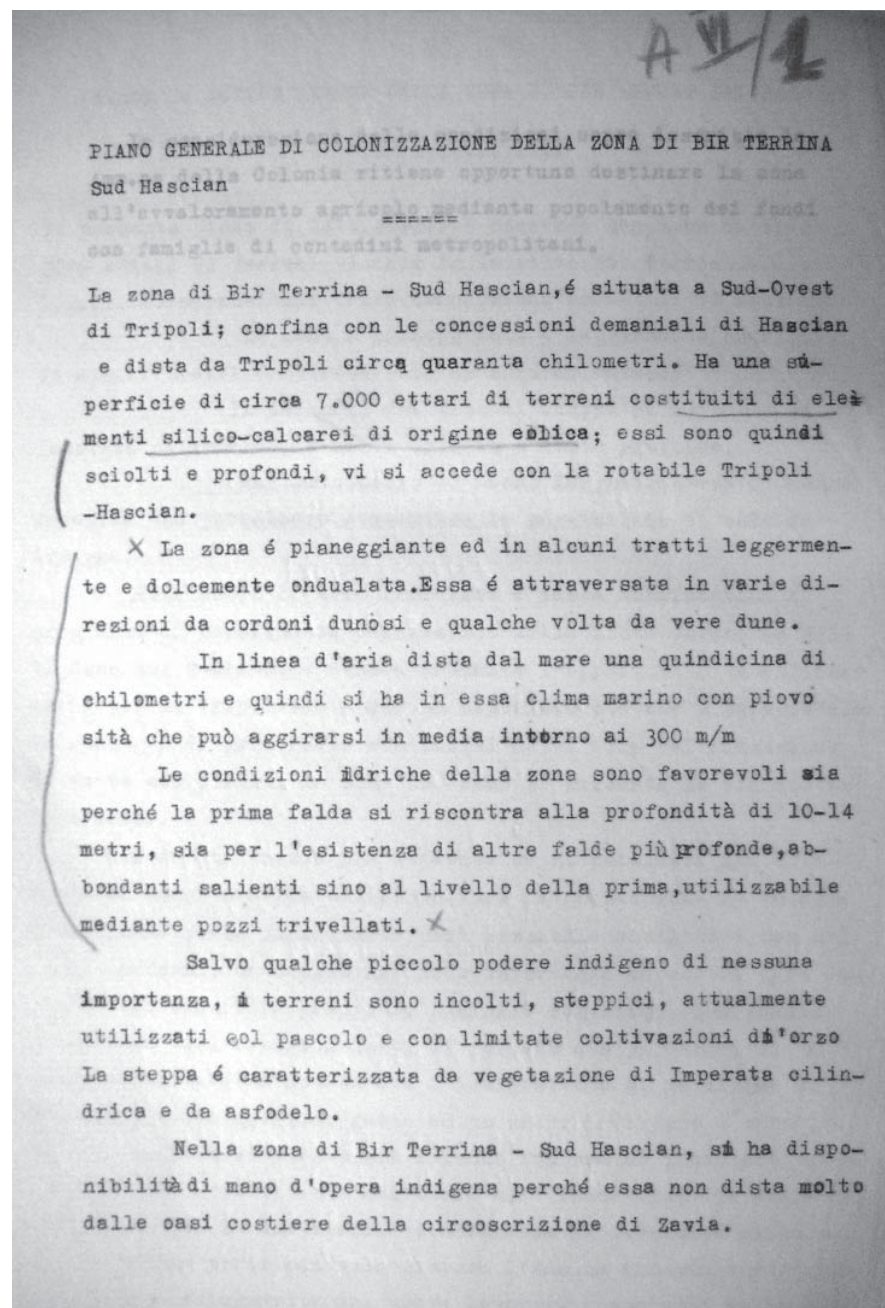 A VI/1
PIANO GENERALE DI COLONIZZAZIONE DELLA ZONA DI BIR TERRINA
Sud Hascian
======
La zona di Bir Terrina - Sud Hascian,é situata a Sud-Ovest
di Tripoli; confina con le concessioni demaniali di Hascian
e dista da Tripoli circa quaranta chilometri. Ha una su-
perficie di circa 7.000 ettari di terreni costituiti di ele
menti silico-calcarei di origine eolica; essi sono quindi
sciolti e profondi, vi si accede con la rotabile Tripoli
-Hascian.
X La zona é pianeggiante ed in alcuni tratti leggermen-
te e dolcemente ondualata.Essa é attraversata in varie di-
rezioni da cordoni dunosi e qualche volta da vere dune.
In linea d'aria dista dal mare una quindicina di
chilometri e quindi si ha in essa clima marino con piovo
sità che può aggirarsi in media intorno ai 300 m/m
Le condizioni idriche della zona sono favorevoli sia
perché la prima falda si riscontra alla profondità di 10-14
metri, sia per l'esistenza di altre falde più profonde,ab-
bondanti salienti sino al livello della prima,utilizzabile
mediante pozzi trivellati. X
Salvo qualche piccolo podere indigeno di nessuna
importanza, i terreni sono incolti, steppici, attualmente
utilizzati col pascolo e con limitate coltivazioni d'orzo
La steppa é caratterizzata da vegetazione di Imperata cilin-
drica e da asfodelo.
Nella zona di Bir Terrina - Sud Hascian, si ha dispo-
nibilità di mano d'opera indigena perché essa non dista molto
dalle oasi costiere della circoscrizione di Zavia.